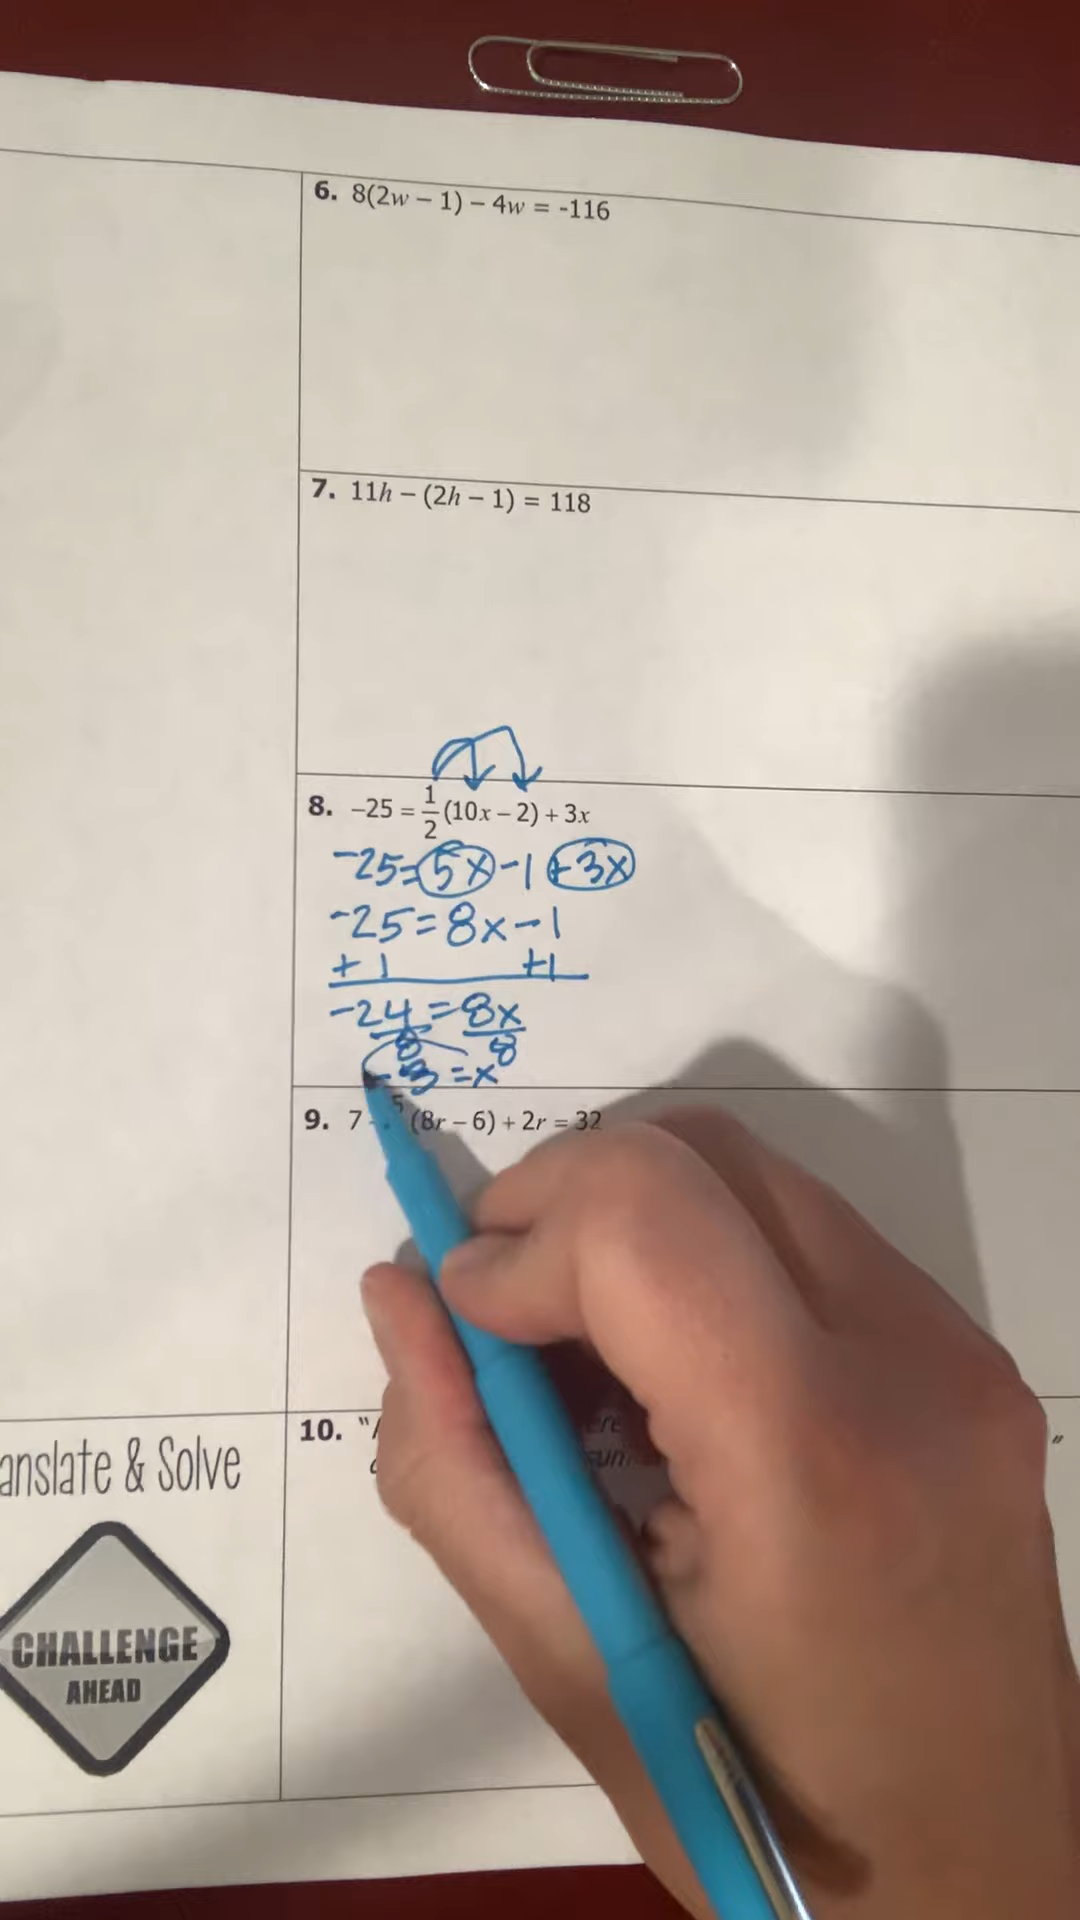 6. 8(2w – 1) – 4w = -116
7. 11h – (2h – 1) = 118
8. –25 = 1/2 (10x – 2) + 3x
-25=5x-1+3x
-25=8x-1
+1 +1
-24=8x
8 8
-3=x
9. 7 5 (8r – 6) + 2r = 32
anslate & Solve
10. "
"
CHALLENGE
AHEAD